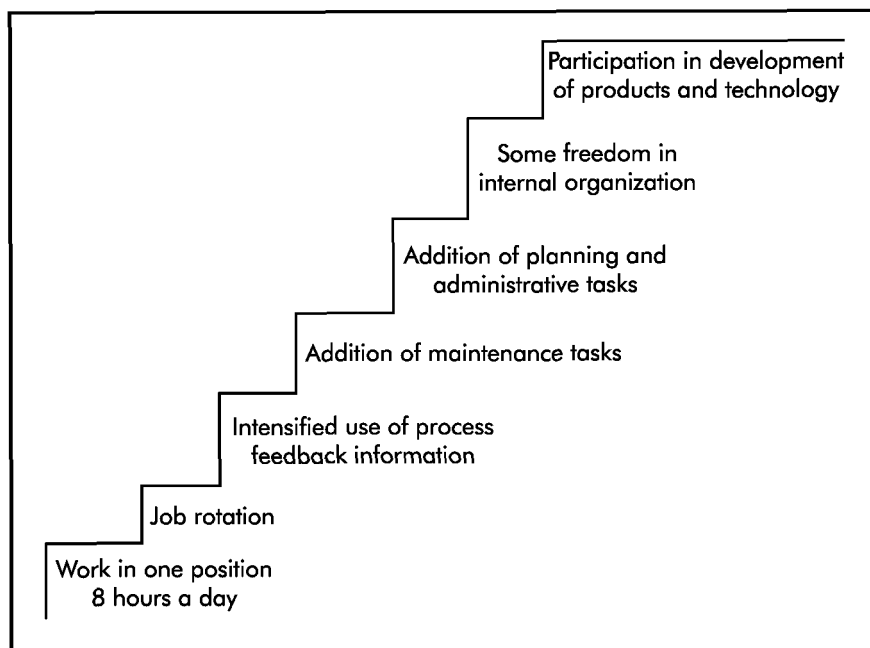 Participation in development
of products and technology
Some freedom in
internal organization
Addition of planning and
administrative tasks
Addition of maintenance tasks
Intensified use of process
feedback information
Job rotation
Work in one position
8 hours a day